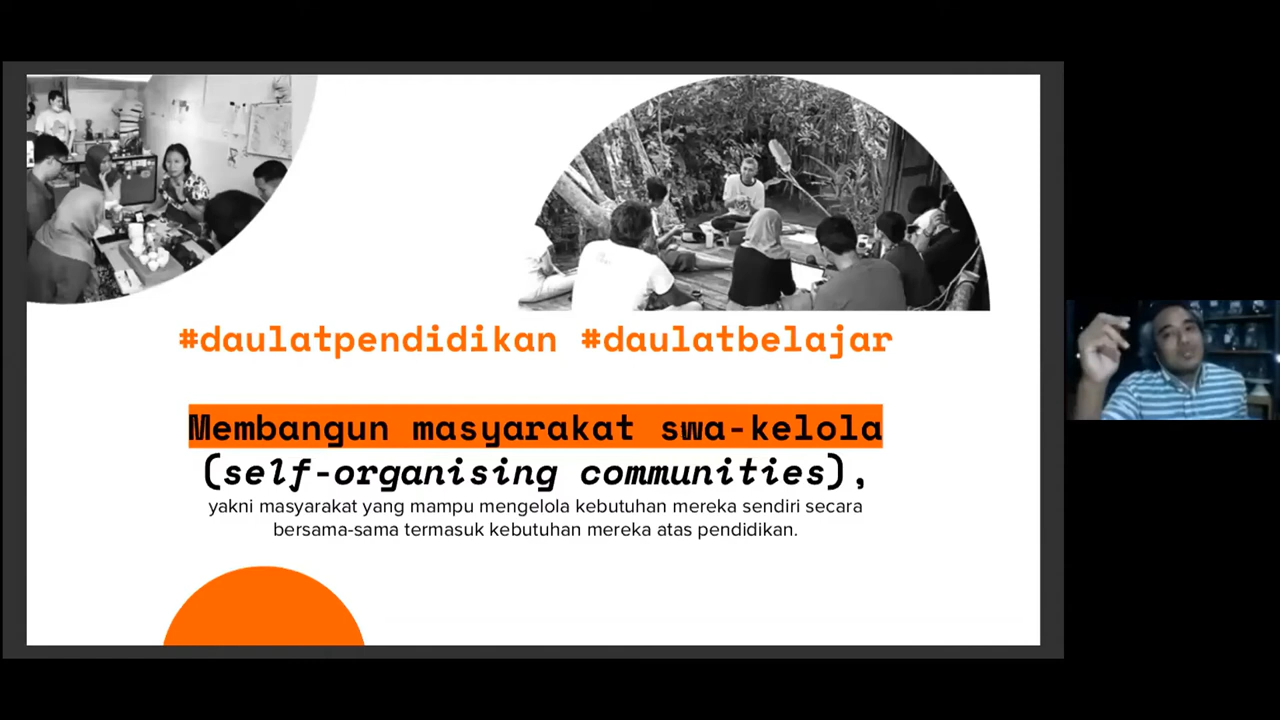 #daulatpendidikan #daulatbelajar
Membangun masyarakat swa-kelola
(self-organising communities),
yakni masyarakat yang mampu mengelola kebutuhan mereka sendiri secara
bersama-sama termasuk kebutuhan mereka atas pendidikan.